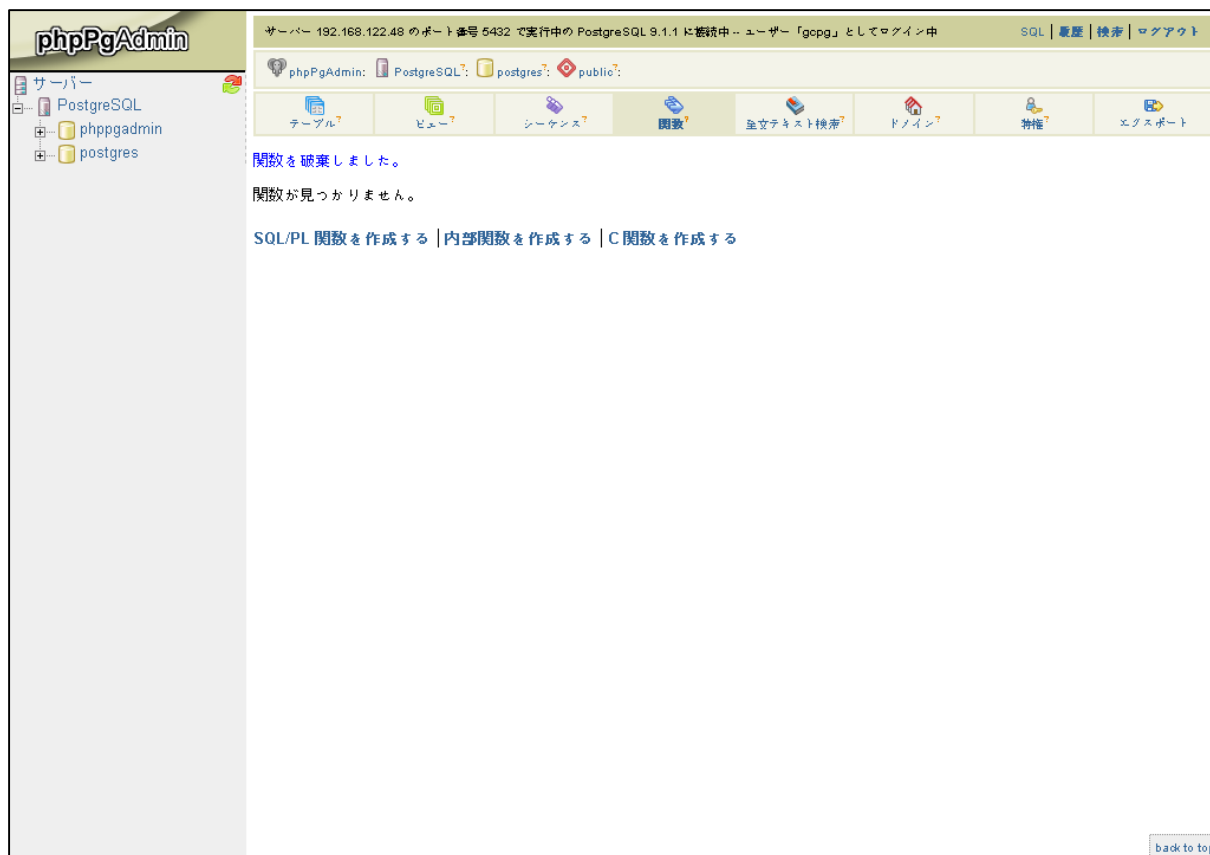 phpPgAdmin
サーバー
PostgreSQL
phppgadmin
postgres
サーバー 192.168.122.48 のポート番号 5432 で実行中の PostgreSQL 9.1.1 に接続中 -- ユーザー「gopg」としてログイン中
SQL | 履歴 | 検索 | ログアウト
phpPgAdmin: PostgreSQL?: postgres?: public?:
テーブル? ビュー? シーケンス? 関数? 全文テキスト検索? ドメイン? 特権? エクスポート
関数を破棄しました。
関数が見つかりません。
SQL/PL 関数を作成する | 内部関数を作成する | C 関数を作成する
back to top